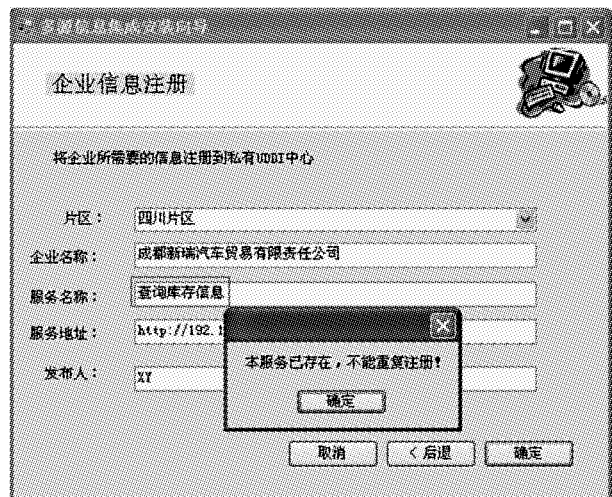 多源信息集成安装向导
企业信息注册
将企业所需要的信息注册到私有UDDI中心
片区： 四川片区
企业名称： 成都新瑞汽车贸易有限责任公司
服务名称： 查询库存信息
服务地址： http://192.1
本服务已存在，不能重复注册!
确定
发布人： XY
取消 < 后退 确定